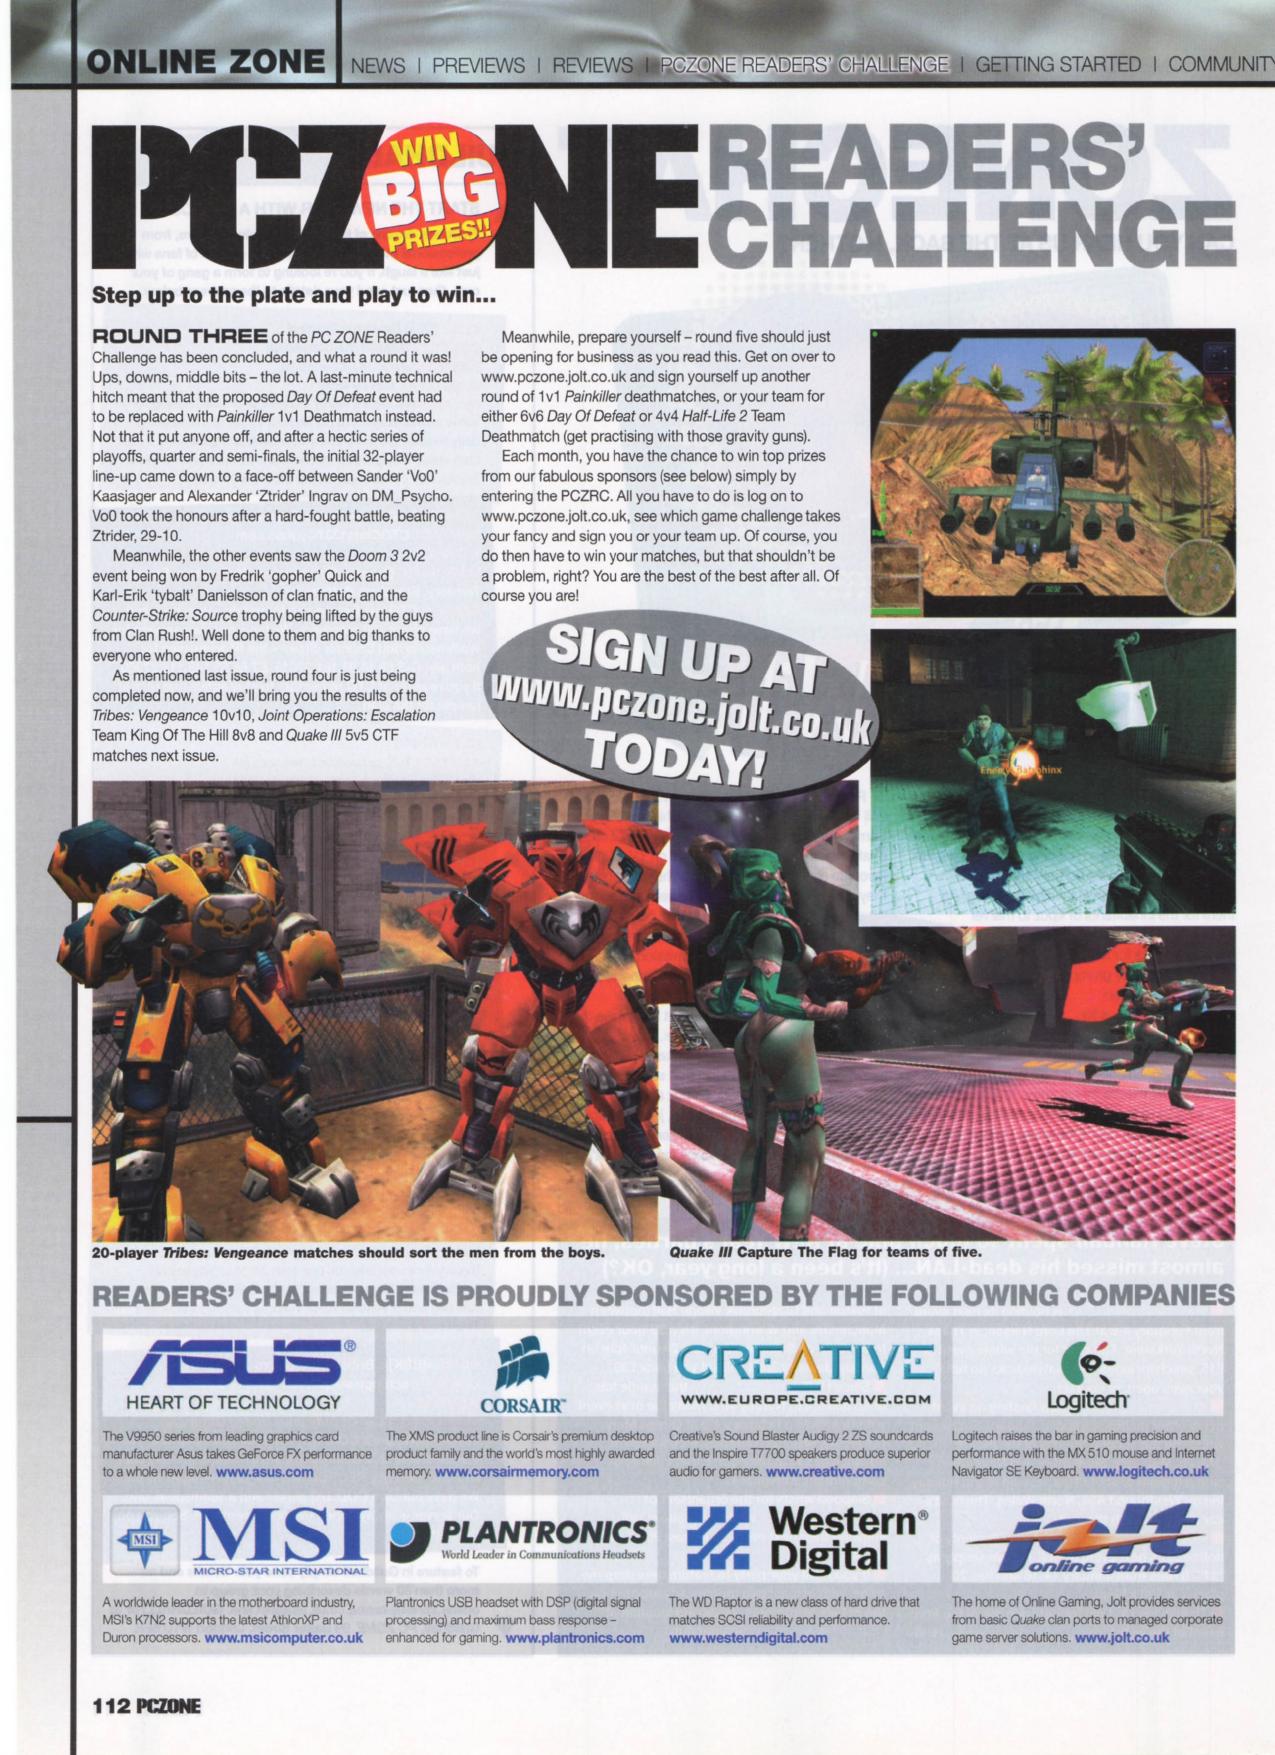 ONLINE ZONE
NEWS | PREVIEWS | REVIEWS | PCZONE READERS' CHALLENGE | GETTING STARTED | COMMUNITY
PCZONE
WIN
BIG
PRIZES!!
READERS'
CHALLENGE
Step up to the plate and play to win...
ROUND THREE of the PC ZONE Readers'
Challenge has been concluded, and what a round it was!
Ups, downs, middle bits – the lot. A last-minute technical
hitch meant that the proposed Day Of Defeat event had
to be replaced with Painkiller 1v1 Deathmatch instead.
Not that it put anyone off, and after a hectic series of
playoffs, quarter and semi-finals, the initial 32-player
line-up came down to a face-off between Sander 'Vo0'
Kaasjager and Alexander 'Ztrider' Ingrav on DM_Psycho.
Vo0 took the honours after a hard-fought battle, beating
Ztrider, 29-10.
Meanwhile, the other events saw the Doom 3 2v2
event being won by Fredrik 'gopher' Quick and
Karl-Erik 'tybalt' Danielsson of clan fnatic, and the
Counter-Strike: Source trophy being lifted by the guys
from Clan Rush!. Well done to them and big thanks to
everyone who entered.
As mentioned last issue, round four is just being
completed now, and we'll bring you the results of the
Tribes: Vengeance 10v10, Joint Operations: Escalation
Team King Of The Hill 8v8 and Quake III 5v5 CTF
matches next issue.
Meanwhile, prepare yourself – round five should just
be opening for business as you read this. Get on over to
www.pczone.jolt.co.uk and sign yourself up another
round of 1v1 Painkiller deathmatches, or your team for
either 6v6 Day Of Defeat or 4v4 Half-Life 2 Team
Deathmatch (get practising with those gravity guns).
Each month, you have the chance to win top prizes
from our fabulous sponsors (see below) simply by
entering the PCZRC. All you have to do is log on to
www.pczone.jolt.co.uk, see which game challenge takes
your fancy and sign you or your team up. Of course, you
do then have to win your matches, but that shouldn't be
a problem, right? You are the best of the best after all. Of
course you are!
SIGN UP AT
www.pczone.jolt.co.uk
TODAY!
20-player Tribes: Vengeance matches should sort the men from the boys.
Quake III Capture The Flag for teams of five.
READERS' CHALLENGE IS PROUDLY SPONSORED BY THE FOLLOWING COMPANIES
ASUS®
HEART OF TECHNOLOGY
The V9950 series from leading graphics card
manufacturer Asus takes GeForce FX performance
to a whole new level. www.asus.com
CORSAIR™
The XMS product line is Corsair's premium desktop
product family and the world's most highly awarded
memory. www.corsairmemory.com
CREATIVE
WWW.EUROPE.CREATIVE.COM
Creative's Sound Blaster Audigy 2 ZS soundcards
and the Inspire T7700 speakers produce superior
audio for gamers. www.creative.com
Logitech
Logitech raises the bar in gaming precision and
performance with the MX 510 mouse and Internet
Navigator SE Keyboard. www.logitech.co.uk
MSI
MSI
MICRO-STAR INTERNATIONAL
A worldwide leader in the motherboard industry,
MSI's K7N2 supports the latest AthlonXP and
Duron processors. www.msicomputer.co.uk
PLANTRONICS®
World Leader in Communications Headsets
Plantronics USB headset with DSP (digital signal
processing) and maximum bass response –
enhanced for gaming. www.plantronics.com
Western®
Digital
The WD Raptor is a new class of hard drive that
matches SCSI reliability and performance.
www.westerndigital.com
jolt
online gaming
The home of Online Gaming, Jolt provides services
from basic Quake clan ports to managed corporate
game server solutions. www.jolt.co.uk
112 PCZONE